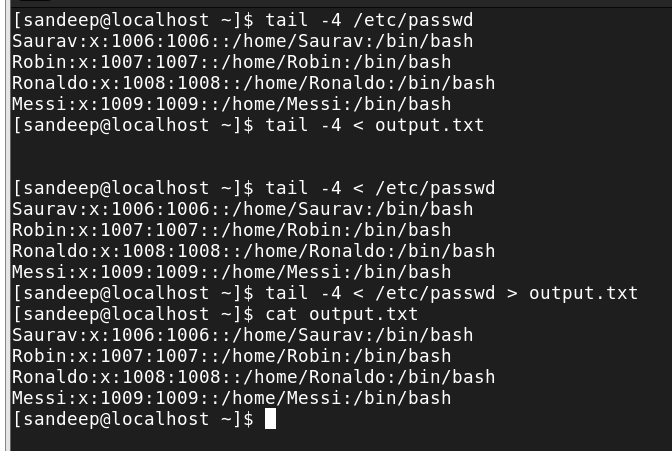 [sandeep@localhost ~]$ tail -4 /etc/passwd
Saurav:x:1006:1006::/home/Saurav:/bin/bash
Robin:x:1007:1007::/home/Robin:/bin/bash
Ronaldo:x:1008:1008::/home/Ronaldo:/bin/bash
Messi:x:1009:1009::/home/Messi:/bin/bash
[sandeep@localhost ~]$ tail -4 < output.txt
[sandeep@localhost ~]$ tail -4 < /etc/passwd
Saurav:x:1006:1006::/home/Saurav:/bin/bash
Robin:x:1007:1007::/home/Robin:/bin/bash
Ronaldo:x:1008:1008::/home/Ronaldo:/bin/bash
Messi:x:1009:1009::/home/Messi:/bin/bash
[sandeep@localhost ~]$ tail -4 < /etc/passwd > output.txt
[sandeep@localhost ~]$ cat output.txt
Saurav:x:1006:1006::/home/Saurav:/bin/bash
Robin:x:1007:1007::/home/Robin:/bin/bash
Ronaldo:x:1008:1008::/home/Ronaldo:/bin/bash
Messi:x:1009:1009::/home/Messi:/bin/bash
[sandeep@localhost ~]$